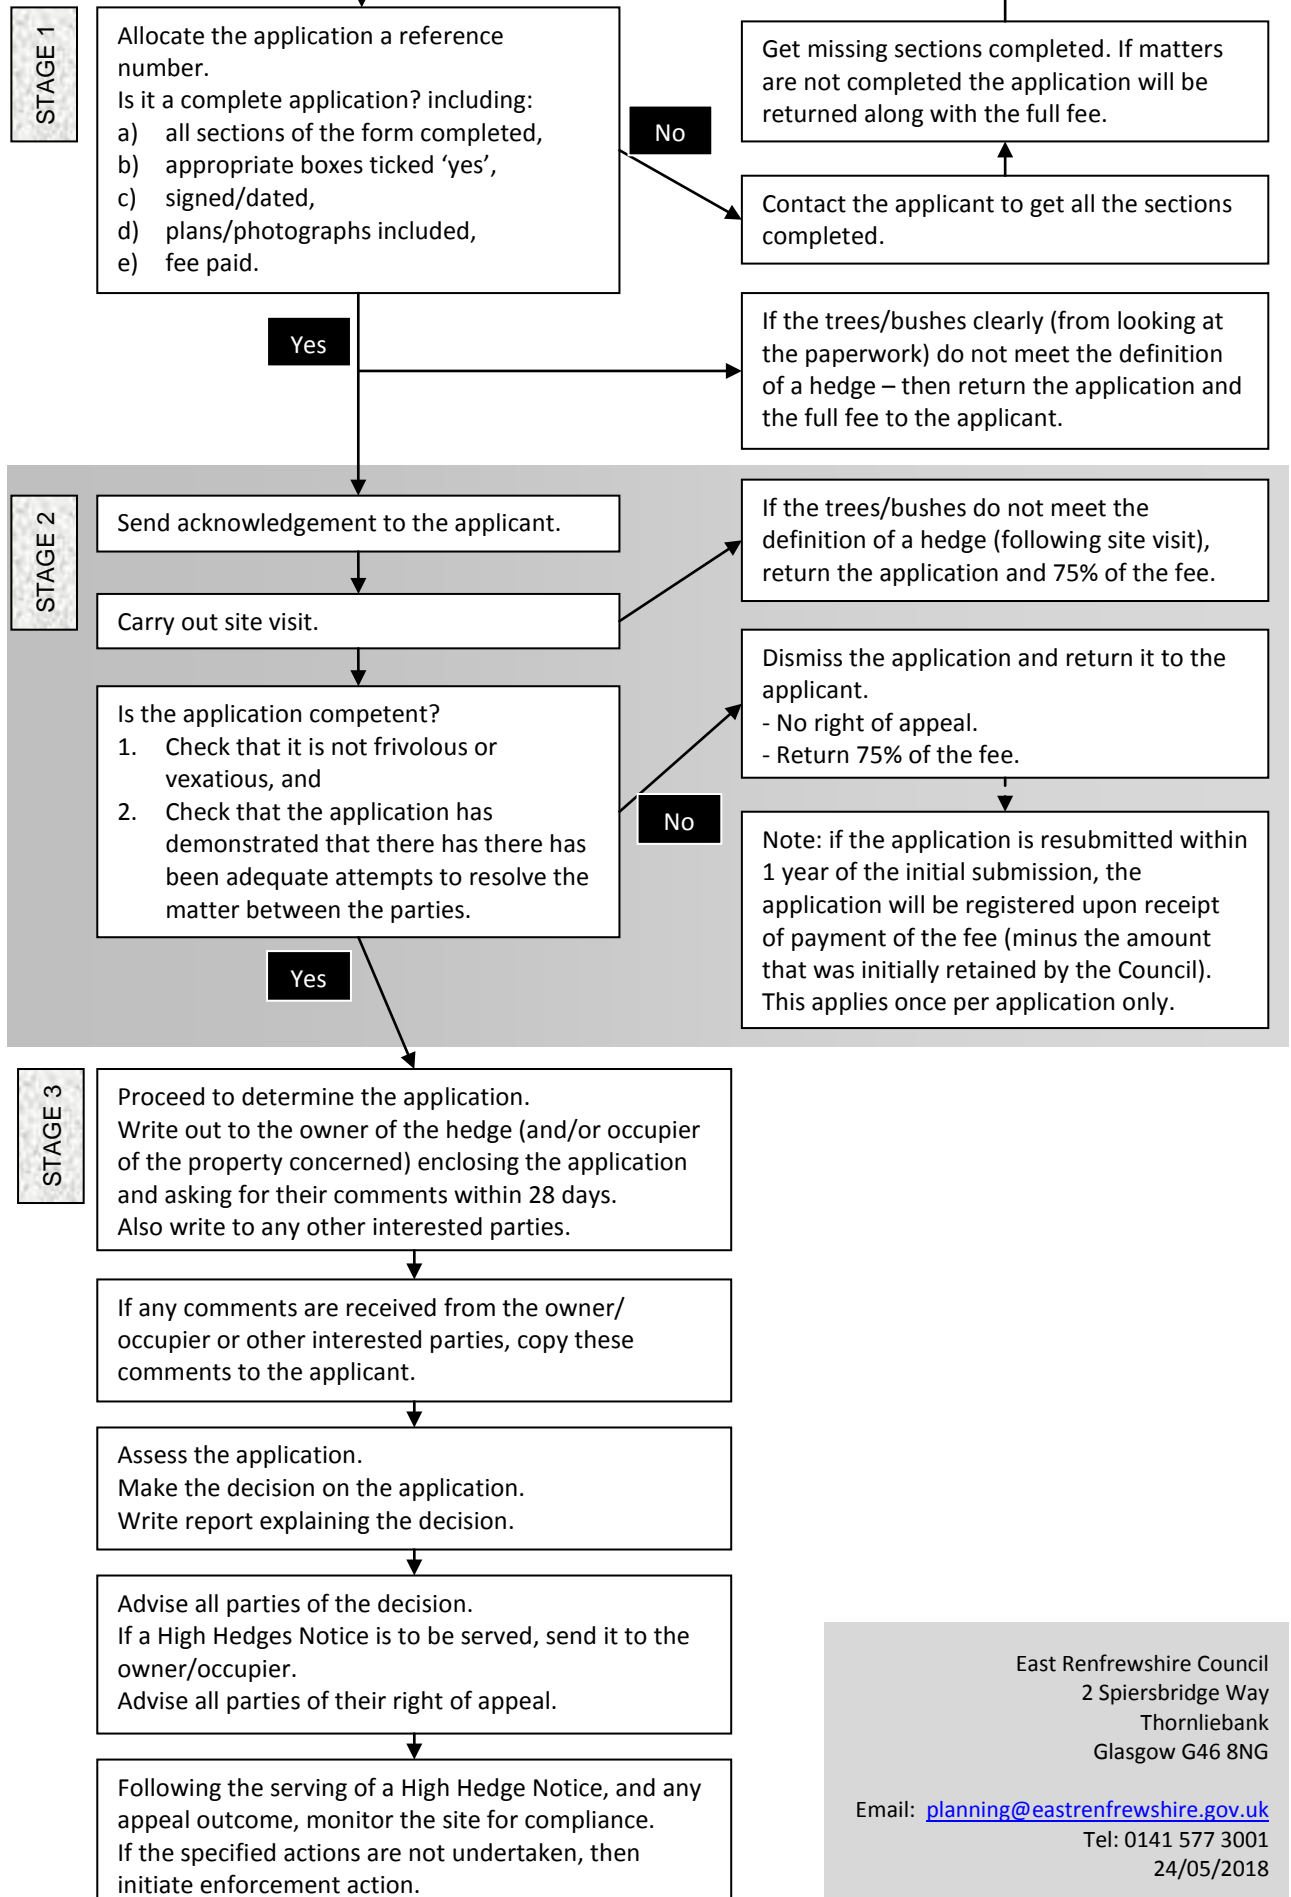 STAGE 1
Allocate the application a reference
number.
Is it a complete application? including:
a) all sections of the form completed,
b) appropriate boxes ticked ‘yes’,
c) signed/dated,
d) plans/photographs included,
e) fee paid.
No
Get missing sections completed. If matters
are not completed the application will be
returned along with the full fee.
Contact the applicant to get all the sections
completed.
Yes
If the trees/bushes clearly (from looking at
the paperwork) do not meet the definition
of a hedge – then return the application and
the full fee to the applicant.
STAGE 2
Send acknowledgement to the applicant.
Carry out site visit.
If the trees/bushes do not meet the
definition of a hedge (following site visit),
return the application and 75% of the fee.
Is the application competent?
1. Check that it is not frivolous or
vexatious, and
2. Check that the application has
demonstrated that there has there has
been adequate attempts to resolve the
matter between the parties.
No
Dismiss the application and return it to the
applicant.
- No right of appeal.
- Return 75% of the fee.
Note: if the application is resubmitted within
1 year of the initial submission, the
application will be registered upon receipt
of payment of the fee (minus the amount
that was initially retained by the Council).
This applies once per application only.
Yes
STAGE 3
Proceed to determine the application.
Write out to the owner of the hedge (and/or occupier
of the property concerned) enclosing the application
and asking for their comments within 28 days.
Also write to any other interested parties.
If any comments are received from the owner/
occupier or other interested parties, copy these
comments to the applicant.
Assess the application.
Make the decision on the application.
Write report explaining the decision.
Advise all parties of the decision.
If a High Hedges Notice is to be served, send it to the
owner/occupier.
Advise all parties of their right of appeal.
Following the serving of a High Hedge Notice, and any
appeal outcome, monitor the site for compliance.
If the specified actions are not undertaken, then
initiate enforcement action.
East Renfrewshire Council
2 Spiersbridge Way
Thornliebank
Glasgow G46 8NG
Email: planning@eastrenfrewshire.gov.uk
Tel: 0141 577 3001
24/05/2018